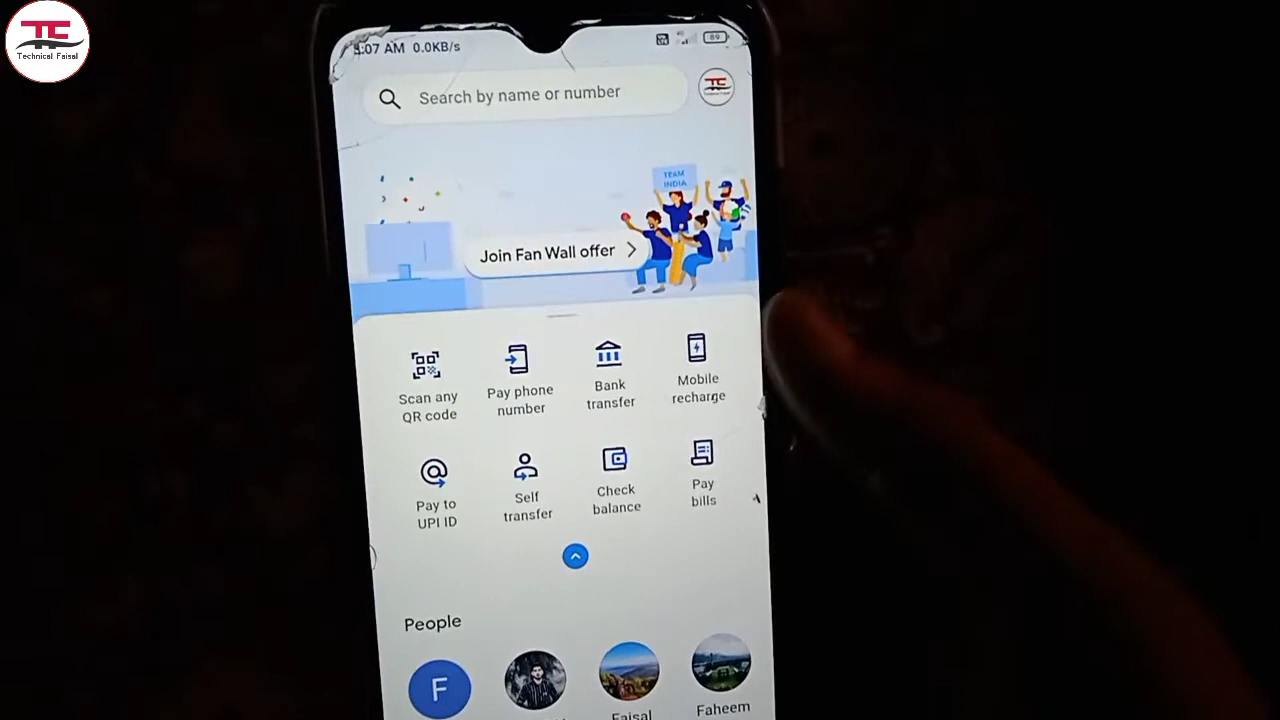 TC
Technical Faisal
:07 AM 0.0KB/s
89
Search by name or number
TC
TEAM
INDIA
Join Fan Wall offer
Scan any
QR code
Pay phone
number
Bank
transfer
Mobile
recharge
Pay to
UPI ID
Self
transfer
Check
balance
Pay
bills
People
F
Faisal
Faheem